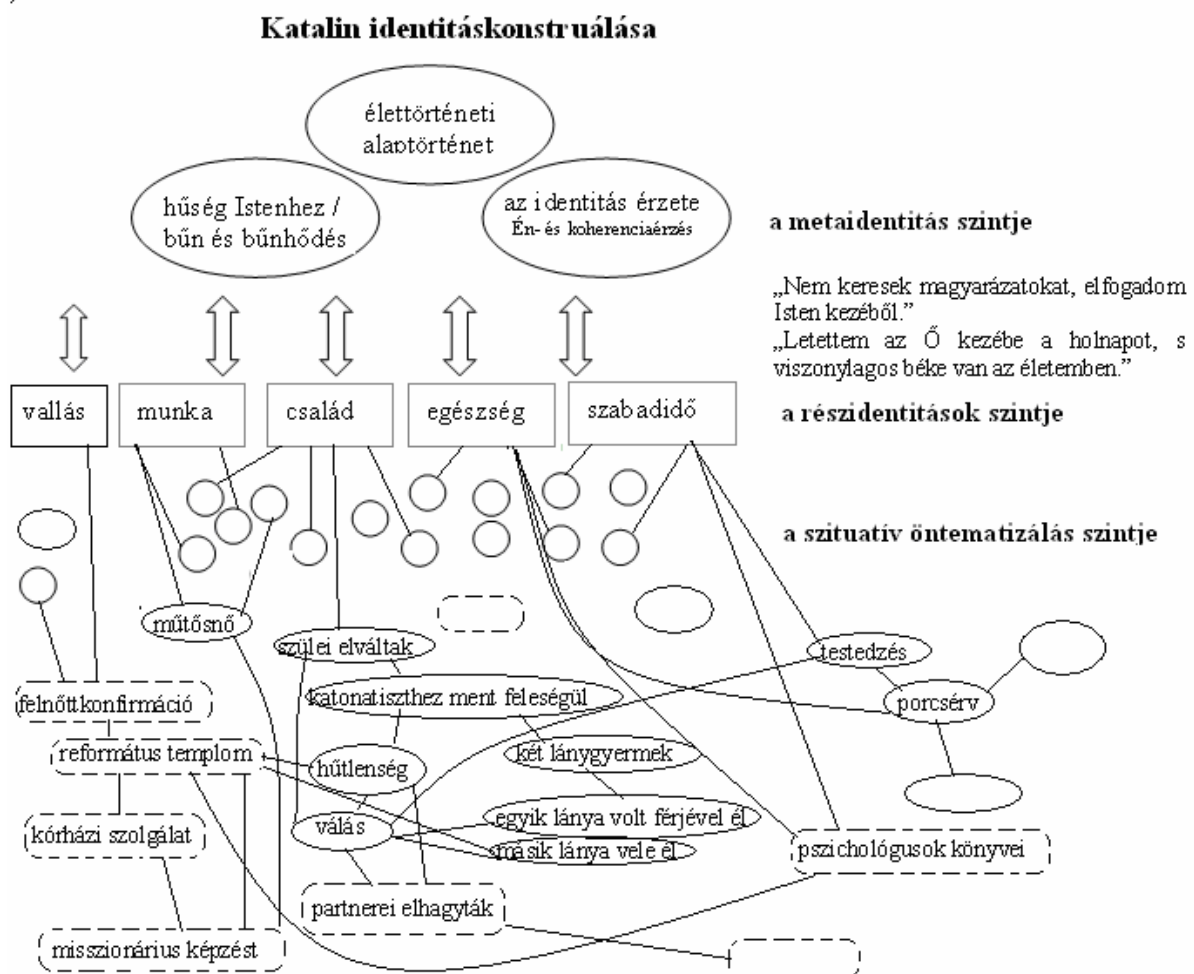 Katalin identitáskonstruálása
élettörténeti
alaptörténet
hűség Istenhez /
bűn és bűnhődés
az identitás érzete
Én- és koherenciaérzés
a metaidentitás szintje
„Nem keresek magyarázatokat, elfogadom
Isten kezéből.”
„Letettem az Ő kezébe a holnapot, s
viszonylagos béke van az életemben.”
vallás
munka
család
egészség
szabadidő
a részidentitások szintje
a szituatív öntematizálás szintje
műtősnő
szülei elváltak
testedzés
felnőttkonfirmáció
katonatiszthez ment feleségül
porcsérv
református templom
hűtlenség
két lánygyermek
kórházi szolgálat
válás
egyik lánya volt férjével él
másik lánya vele él
pszichológusok könyvei
partnerei elhagyták
misszionárius képzést